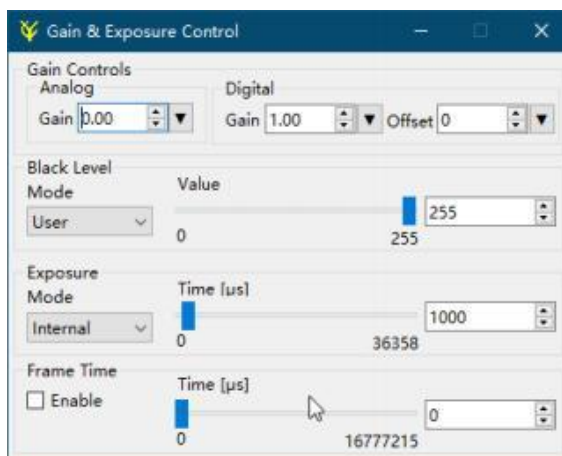 Gain & Exposure Control
Gain Controls
Analog
Digital
Gain 0.00
Gain 1.00
Offset 0
Black Level
Mode
Value
User
255
0
255
Exposure
Mode
Time [µs]
Internal
1000
0
36358
Frame Time
Time [µs]
Enable
0
0
16777215